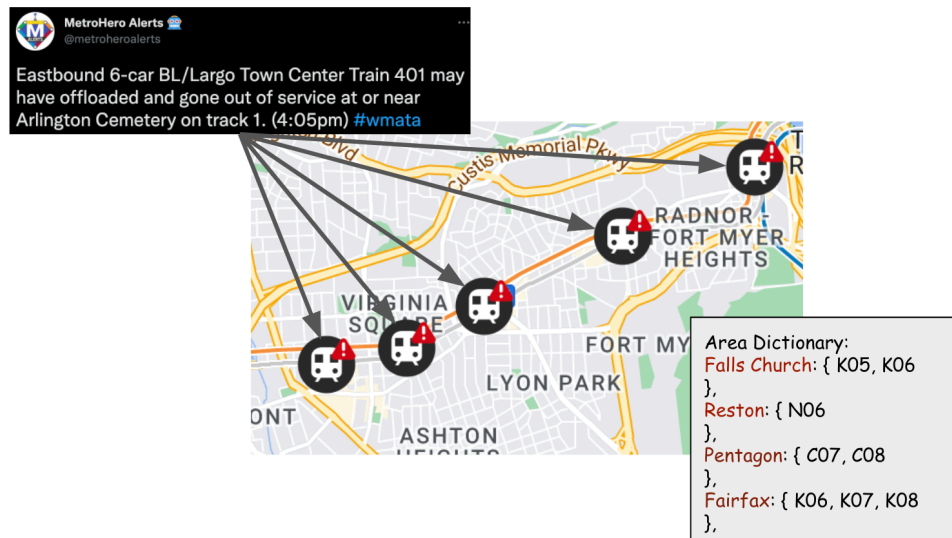 MetroHero Alerts
@metroheroalerts
Eastbound 6-car BL/Largo Town Center Train 401 may
have offloaded and gone out of service at or near
Arlington Cemetery on track 1. (4:05pm) #wmata
Blvd
Custis Memorial Pkwy
RADNOR -
FORT MYER
HEIGHTS
VIRGINIA
SQUARE
FORT MY
LYON PARK
ONT
ASHTON
HEIGHTS
Area Dictionary:
Falls Church: { K05, K06
},
Reston: { N06
},
Pentagon: { C07, C08
},
Fairfax: { K06, K07, K08
},